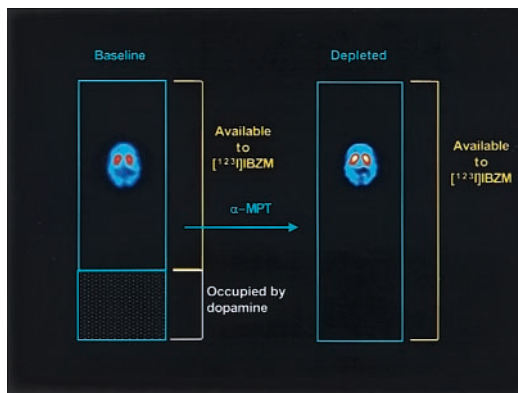 Baseline
Depleted
Available
to
[¹²³I]IBZM
Available
to
[¹²³I]IBZM
α-MPT
Occupied by
dopamine